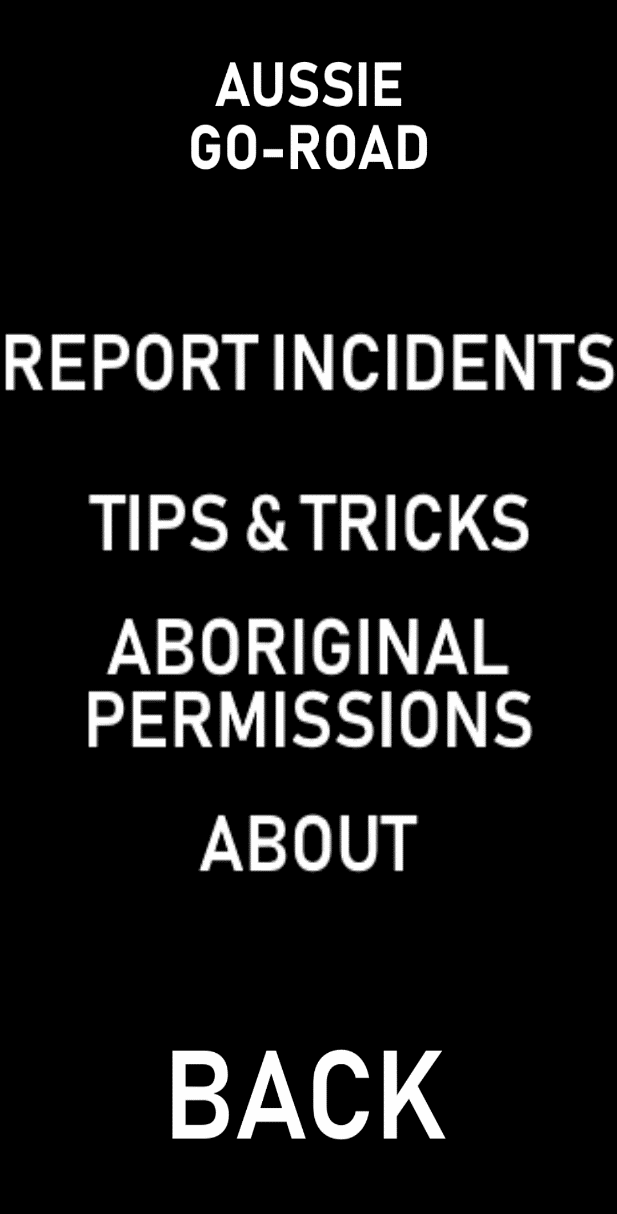 AUSSIE
GO-ROAD
REPORT INCIDENTS
TIPS & TRICKS
ABORIGINAL
PERMISSIONS
ABOUT
BACK